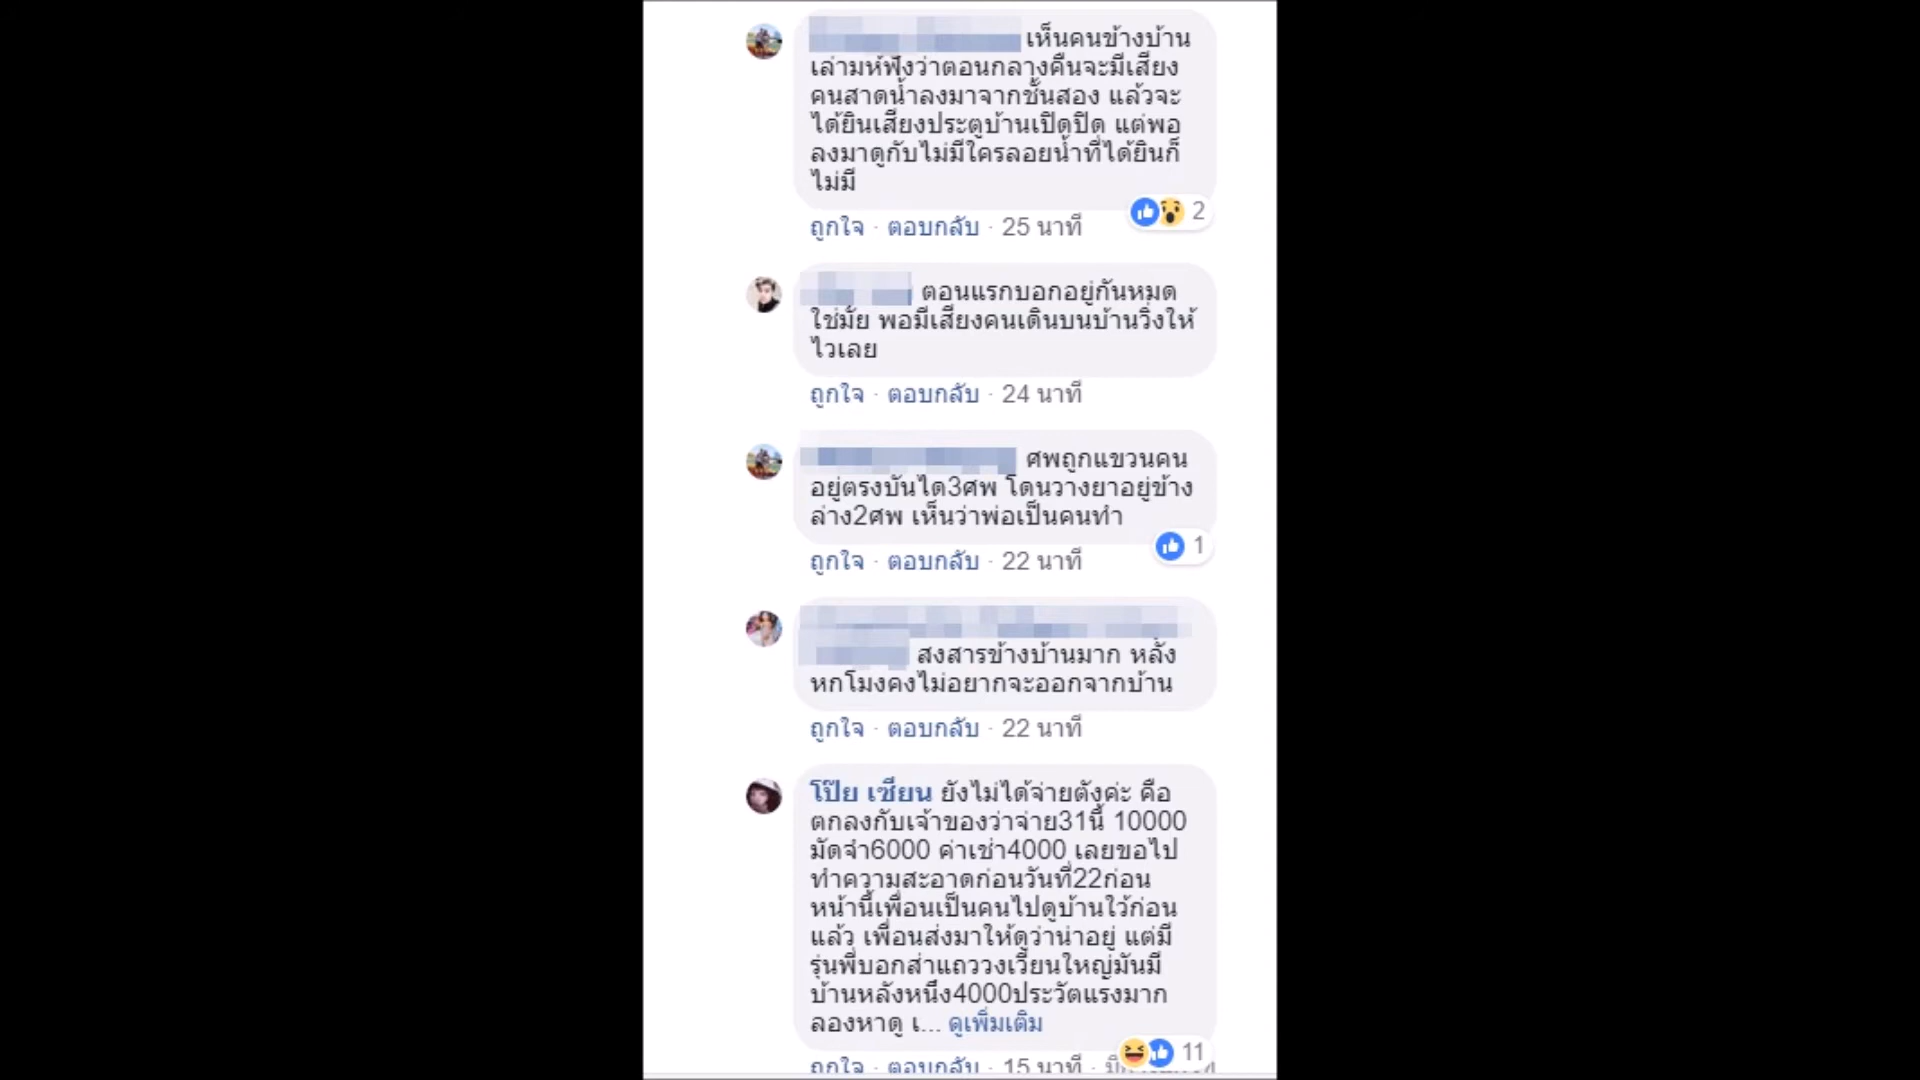 เห็นคนข้างบ้าน
เล่ามห้ฟังว่าตอนกลางคืนจะมีเสียง
คนสาดน้ำลงมาจากชั้นสอง แล้วจะ
ได้ยินเสียงประตูบ้านเปิดปิด แต่พอ
ลงมาดูกับไม่มีใครลอยน้ำที่ได้ยินก็
ไม่มี
2
ถูกใจ · ตอบกลับ · 25 นาที
ตอนแรกบอกอยู่กันหมด
ใช่มั้ย พอมีเสียงคนเดินบนบ้านวิ่งให้
ไวเลย
ถูกใจ · ตอบกลับ · 24 นาที
ศพถูกแขวนคน
อยู่ตรงบันได3ศพ โดนวางยาอยู่ข้าง
ล่าง2ศพ เห็นว่าพ่อเป็นคนทำ
1
ถูกใจ · ตอบกลับ · 22 นาที
สงสารข้างบ้านมาก หลัง
หกโมงคงไม่อยากจะออกจากบ้าน
ถูกใจ · ตอบกลับ · 22 นาที
โป๊ย เซียน ยังไม่ได้จ่ายตังค่ะ คือ
ตกลงกับเจ้าของว่าจ่าย31นี้ 10000
มัดจำ6000 ค่าเช่า4000 เลยขอไป
ทำความสะอาดก่อนวันที่22ก่อน
หน้านี้เพื่อนเป็นคนไปดูบ้านใว้ก่อน
แล้ว เพื่อนส่งมาให้ดูว่าน่าอยู่ แต่มี
รุ่นพี่บอกส่าแถววงเวียนใหญ่มันมี
บ้านหลังหนึ่ง4000ประวัตแรงมาก
ลองหาดู เ... ดูเพิ่มเติม
11
ถูกใจ · ตอบกลับ · 15 นาที ·